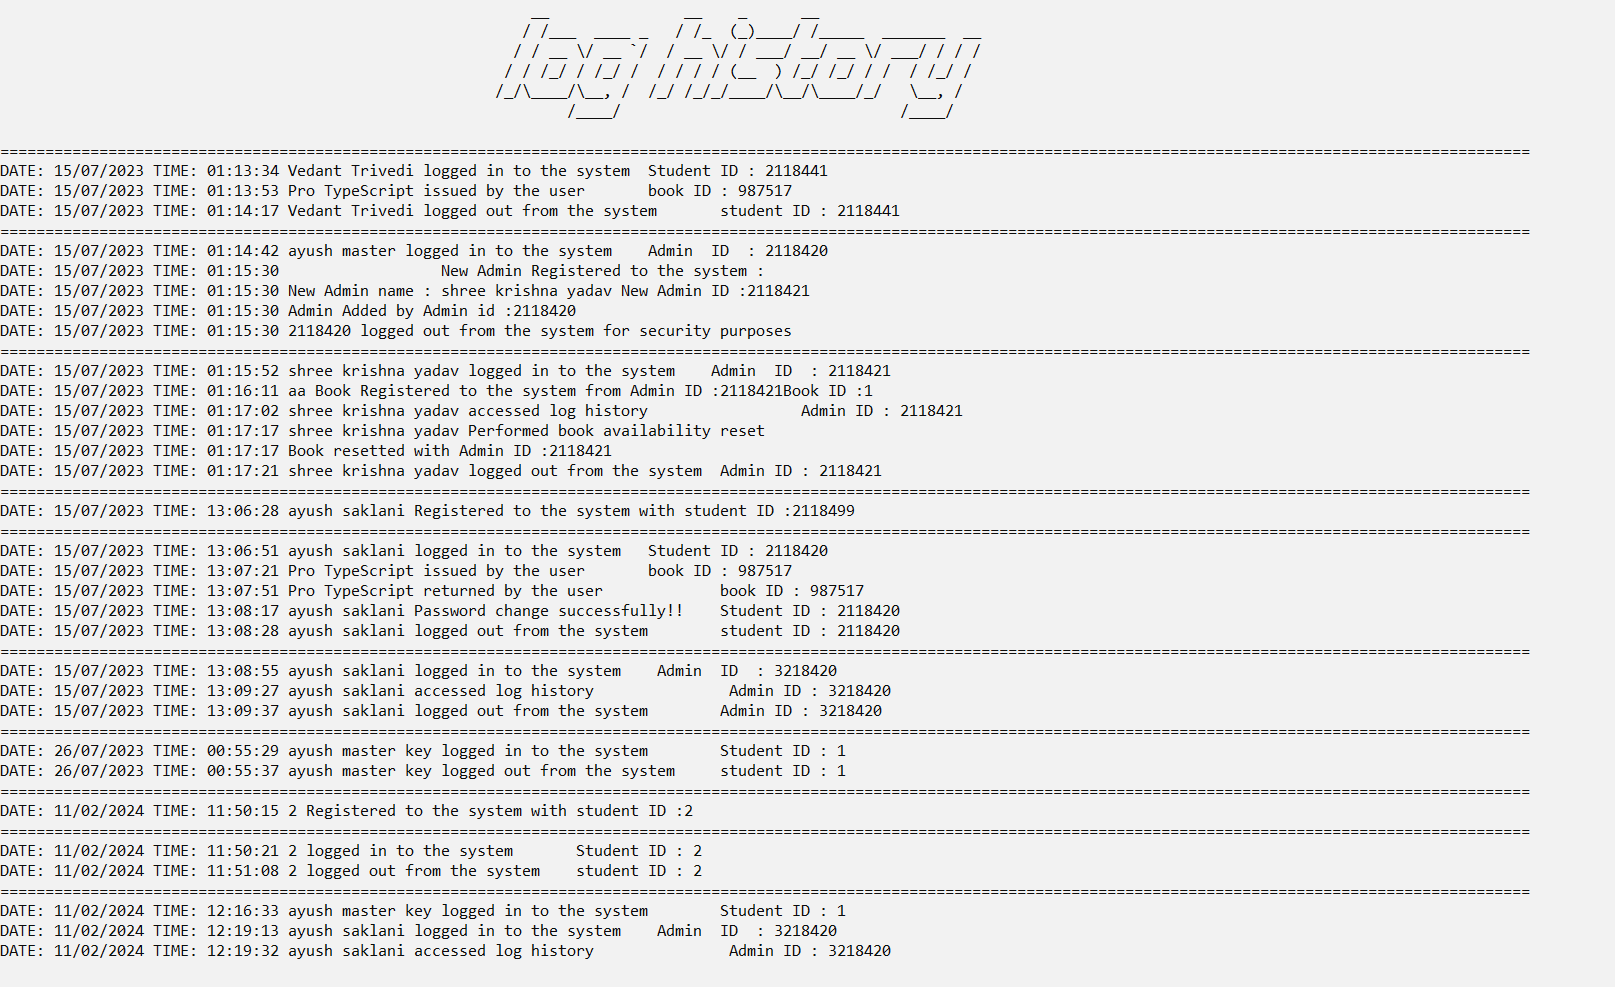 log history
================================================================================
DATE: 15/07/2023 TIME: 01:13:34 Vedant Trivedi logged in to the system  Student ID : 2118441
DATE: 15/07/2023 TIME: 01:13:53 Pro TypeScript issued by the user       book ID : 987517
DATE: 15/07/2023 TIME: 01:14:17 Vedant Trivedi logged out from the system       student ID : 2118441
================================================================================
DATE: 15/07/2023 TIME: 01:14:42 ayush master logged in to the system    Admin  ID  : 2118420
DATE: 15/07/2023 TIME: 01:15:30                  New Admin Registered to the system :
DATE: 15/07/2023 TIME: 01:15:30 New Admin name : shree krishna yadav New Admin ID :2118421
DATE: 15/07/2023 TIME: 01:15:30 Admin Added by Admin id :2118420
DATE: 15/07/2023 TIME: 01:15:30 2118420 logged out from the system for security purposes
================================================================================
DATE: 15/07/2023 TIME: 01:15:52 shree krishna yadav logged in to the system    Admin  ID  : 2118421
DATE: 15/07/2023 TIME: 01:16:11 aa Book Registered to the system from Admin ID :2118421Book ID :1
DATE: 15/07/2023 TIME: 01:17:02 shree krishna yadav accessed log history                 Admin ID : 2118421
DATE: 15/07/2023 TIME: 01:17:17 shree krishna yadav Performed book availability reset
DATE: 15/07/2023 TIME: 01:17:17 Book resetted with Admin ID :2118421
DATE: 15/07/2023 TIME: 01:17:21 shree krishna yadav logged out from the system  Admin ID : 2118421
================================================================================
DATE: 15/07/2023 TIME: 13:06:28 ayush saklani Registered to the system with student ID :2118499
================================================================================
DATE: 15/07/2023 TIME: 13:06:51 ayush saklani logged in to the system   Student ID : 2118420
DATE: 15/07/2023 TIME: 13:07:21 Pro TypeScript issued by the user       book ID : 987517
DATE: 15/07/2023 TIME: 13:07:51 Pro TypeScript returned by the user             book ID : 987517
DATE: 15/07/2023 TIME: 13:08:17 ayush saklani Password change successfully!!    Student ID : 2118420
DATE: 15/07/2023 TIME: 13:08:28 ayush saklani logged out from the system        student ID : 2118420
================================================================================
DATE: 15/07/2023 TIME: 13:08:55 ayush saklani logged in to the system    Admin  ID  : 3218420
DATE: 15/07/2023 TIME: 13:09:27 ayush saklani accessed log history               Admin ID : 3218420
DATE: 15/07/2023 TIME: 13:09:37 ayush saklani logged out from the system        Admin ID : 3218420
================================================================================
DATE: 26/07/2023 TIME: 00:55:29 ayush master key logged in to the system        Student ID : 1
DATE: 26/07/2023 TIME: 00:55:37 ayush master key logged out from the system     student ID : 1
================================================================================
DATE: 11/02/2024 TIME: 11:50:15 2 Registered to the system with student ID :2
================================================================================
DATE: 11/02/2024 TIME: 11:50:21 2 logged in to the system       Student ID : 2
DATE: 11/02/2024 TIME: 11:51:08 2 logged out from the system    student ID : 2
================================================================================
DATE: 11/02/2024 TIME: 12:16:33 ayush master key logged in to the system        Student ID : 1
DATE: 11/02/2024 TIME: 12:19:13 ayush saklani logged in to the system    Admin  ID  : 3218420
DATE: 11/02/2024 TIME: 12:19:32 ayush saklani accessed log history               Admin ID : 3218420